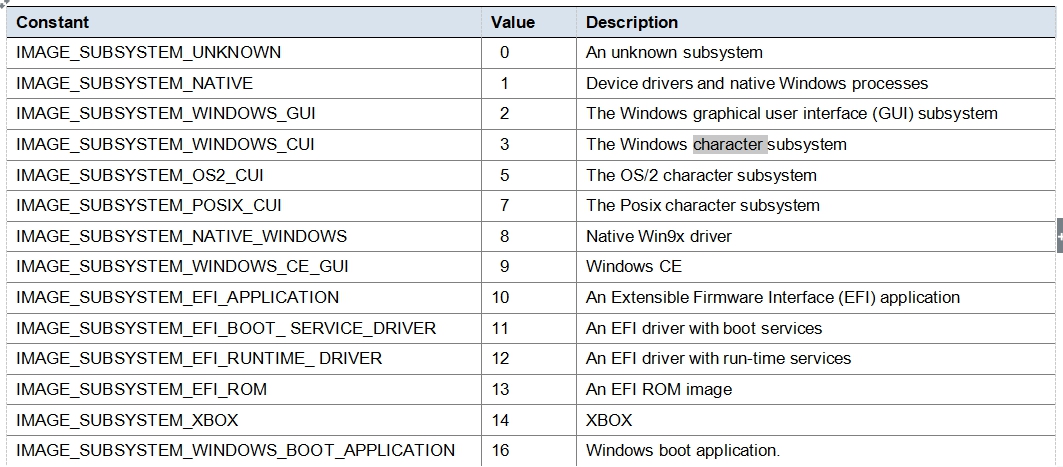 Constant Value Description
IMAGE_SUBSYSTEM_UNKNOWN 0 An unknown subsystem
IMAGE_SUBSYSTEM_NATIVE 1 Device drivers and native Windows processes
IMAGE_SUBSYSTEM_WINDOWS_GUI 2 The Windows graphical user interface (GUI) subsystem
IMAGE_SUBSYSTEM_WINDOWS_CUI 3 The Windows character subsystem
IMAGE_SUBSYSTEM_OS2_CUI 5 The OS/2 character subsystem
IMAGE_SUBSYSTEM_POSIX_CUI 7 The Posix character subsystem
IMAGE_SUBSYSTEM_NATIVE_WINDOWS 8 Native Win9x driver
IMAGE_SUBSYSTEM_WINDOWS_CE_GUI 9 Windows CE
IMAGE_SUBSYSTEM_EFI_APPLICATION 10 An Extensible Firmware Interface (EFI) application
IMAGE_SUBSYSTEM_EFI_BOOT_ SERVICE_DRIVER 11 An EFI driver with boot services
IMAGE_SUBSYSTEM_EFI_RUNTIME_ DRIVER 12 An EFI driver with run-time services
IMAGE_SUBSYSTEM_EFI_ROM 13 An EFI ROM image
IMAGE_SUBSYSTEM_XBOX 14 XBOX
IMAGE_SUBSYSTEM_WINDOWS_BOOT_APPLICATION 16 Windows boot application.